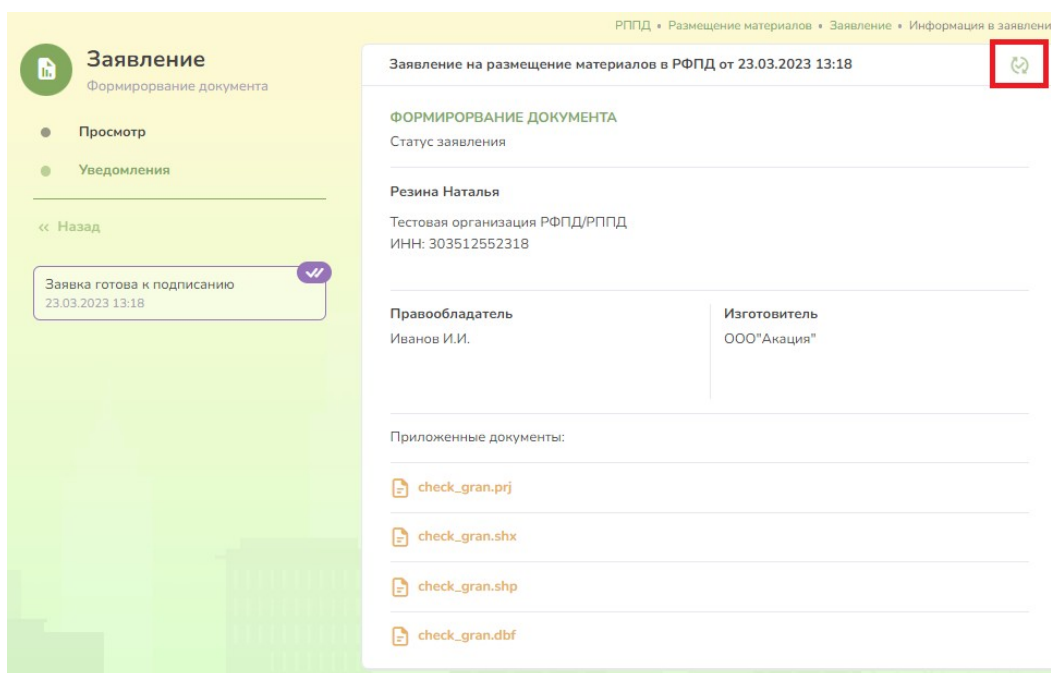 РППД • Размещение материалов • Заявление • Информация в заявлени
Заявление
Формирорвание документа
Просмотр
Уведомления
« Назад
Заявка готова к подписанию
23.03.2023 13:18
Заявление на размещение материалов в РФПД от 23.03.2023 13:18
ФОРМИРОРВАНИЕ ДОКУМЕНТА
Статус заявления
Резина Наталья
Тестовая организация РФПД/РППД
ИНН: 303512552318
Правообладатель
Иванов И.И.
Изготовитель
ООО"Акация"
Приложенные документы:
check_gran.prj
check_gran.shx
check_gran.shp
check_gran.dbf